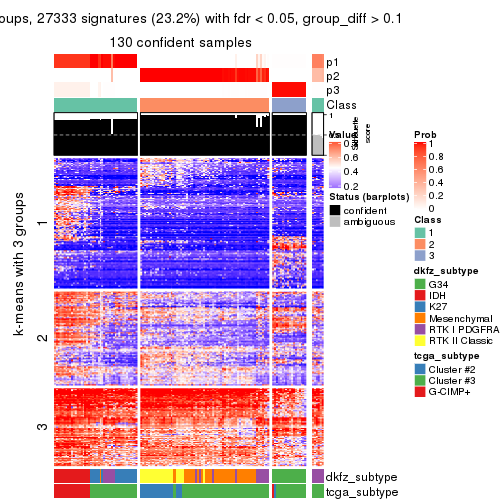 oups, 27333 signatures (23.2%) with fdr < 0.05, group_diff > 0.1
130 confident samples
p1
p2
p3
Class
1
Silhouette
score
k-means with 3 groups
1
2
3
dkfz_subtype
tcga_subtype
Value
0.8
0.6
0.4
0.2
Status (barplots)
confident
ambiguous
Prob
1
0.8
0.6
0.4
0.2
0
Class
1
2
3
dkfz_subtype
G34
IDH
K27
Mesenchymal
RTK I PDGFRA
RTK II Classic
tcga_subtype
Cluster #2
Cluster #3
G-CIMP+